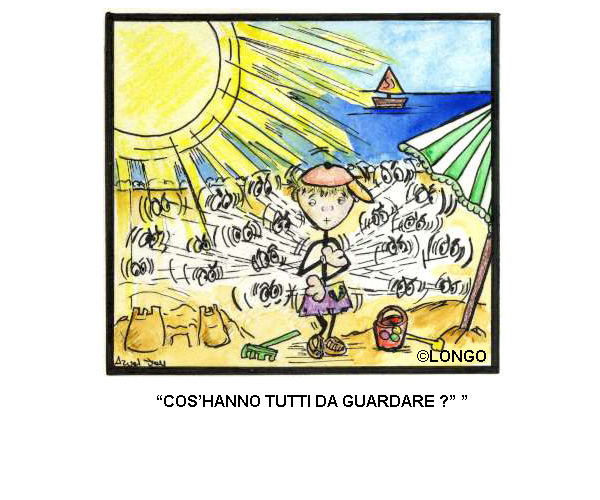 S
©LONGO
“COS’HANNO TUTTI DA GUARDARE ?” ”